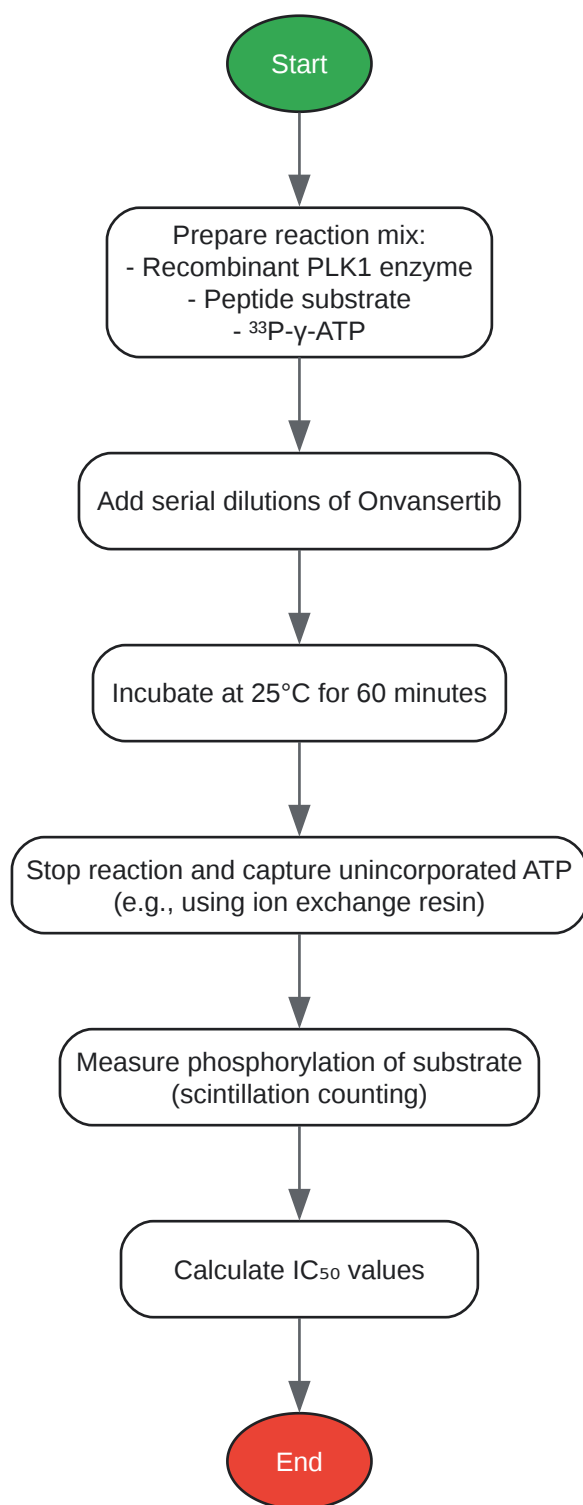 Start
Prepare reaction mix:
- Recombinant PLK1 enzyme
- Peptide substrate
- ³³P-γ-ATP
Add serial dilutions of Onvansertib
Incubate at 25°C for 60 minutes
Stop reaction and capture unincorporated ATP
(e.g., using ion exchange resin)
Measure phosphorylation of substrate
(scintillation counting)
Calculate IC₅₀ values
End